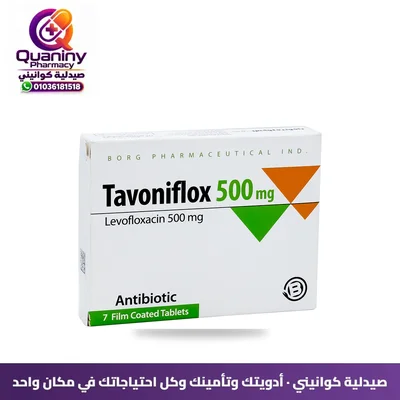 Quaniny
Pharmacy
صيدلية كوانيني
01036181518
BORG PHARMACEUTICAL IND.
Tavoniflox 500 mg
Levofloxacin 500 mg
Antibiotic
7 Film Coated Tablets
صيدلية كوانيني · أدويتك وتأمينك وكل احتياجاتك في مكان واحد